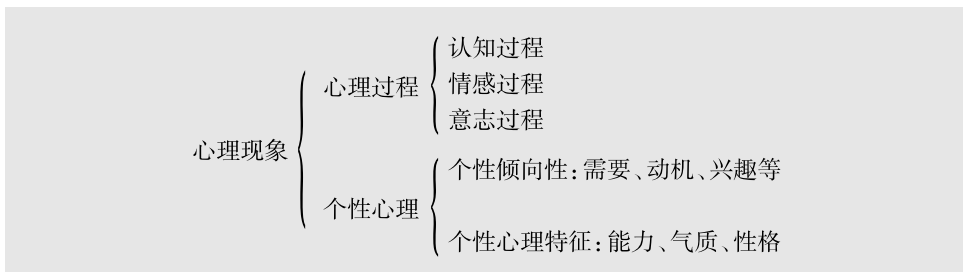 心理现象
心理过程
认知过程
情感过程
意志过程
个性心理
个性倾向性:需要、动机、兴趣等
个性心理特征:能力、气质、性格